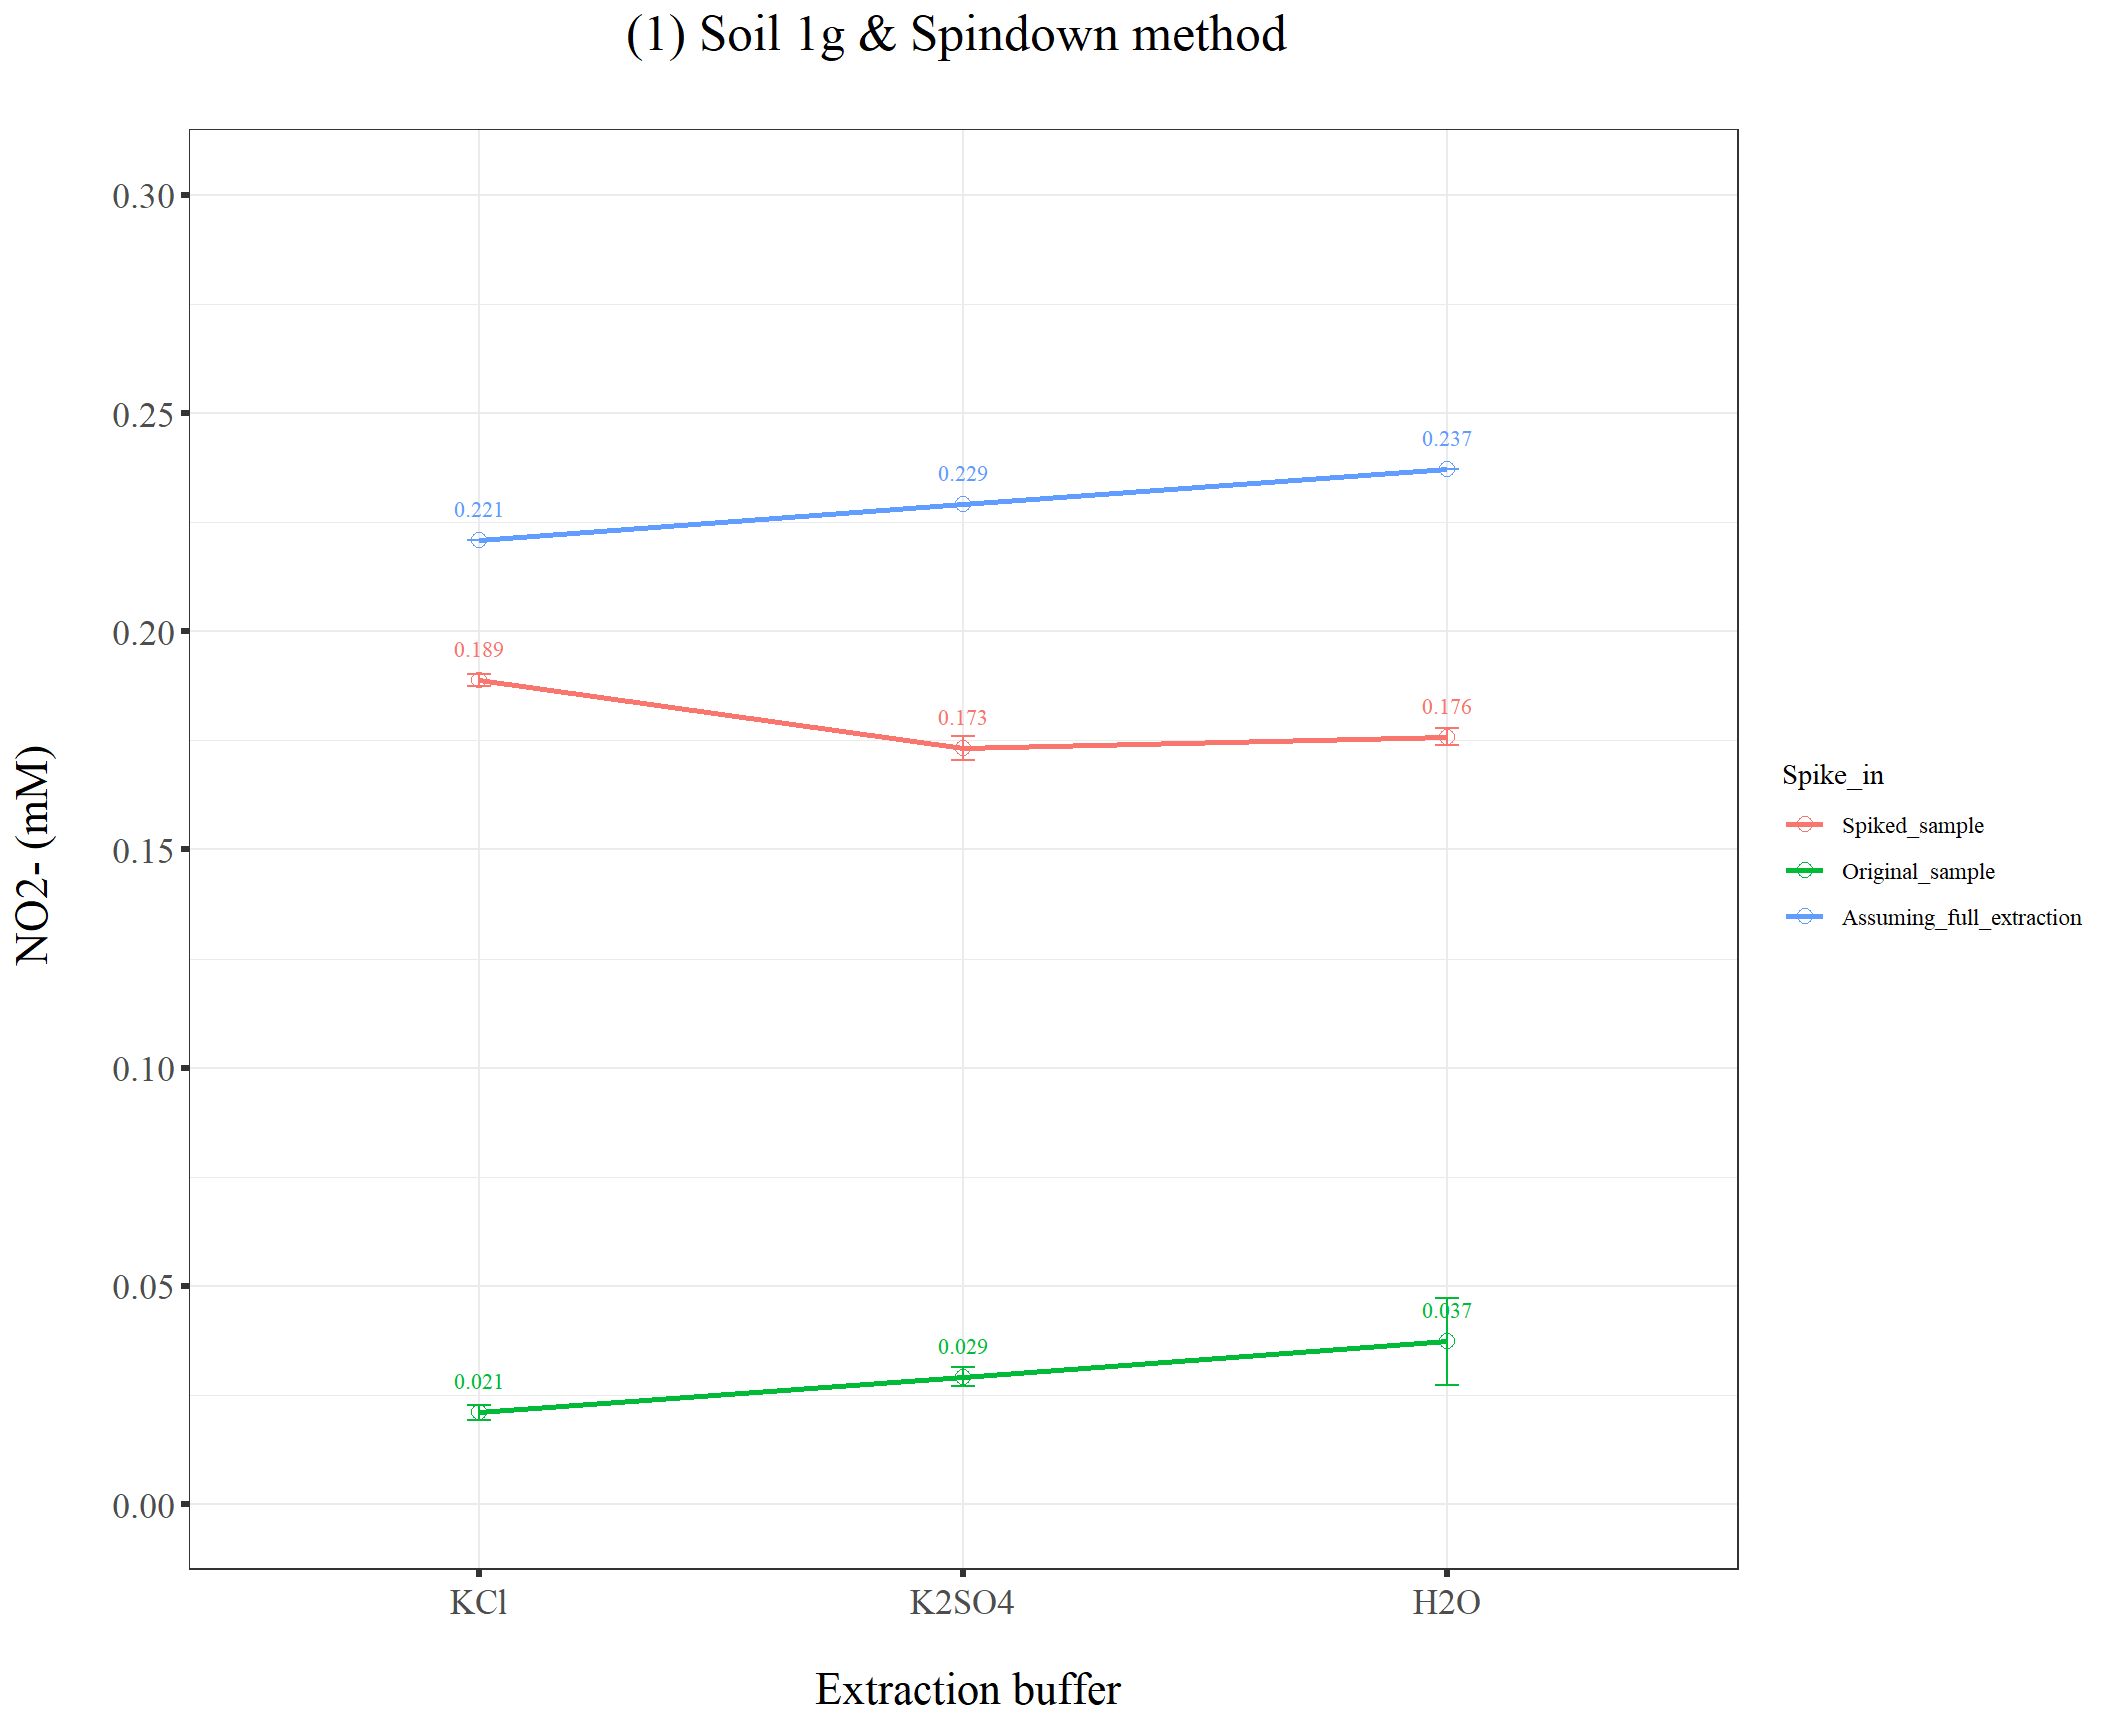 (1) Soil 1g & Spindown method
NO2- (mM)
0.30
0.25
0.20
0.15
0.10
0.05
0.00
0.221
0.229
0.237
0.189
0.173
0.176
0.021
0.029
0.037
KCl
K2SO4
H2O
Extraction buffer
Spike_in
Spiked_sample
Original_sample
Assuming_full_extraction